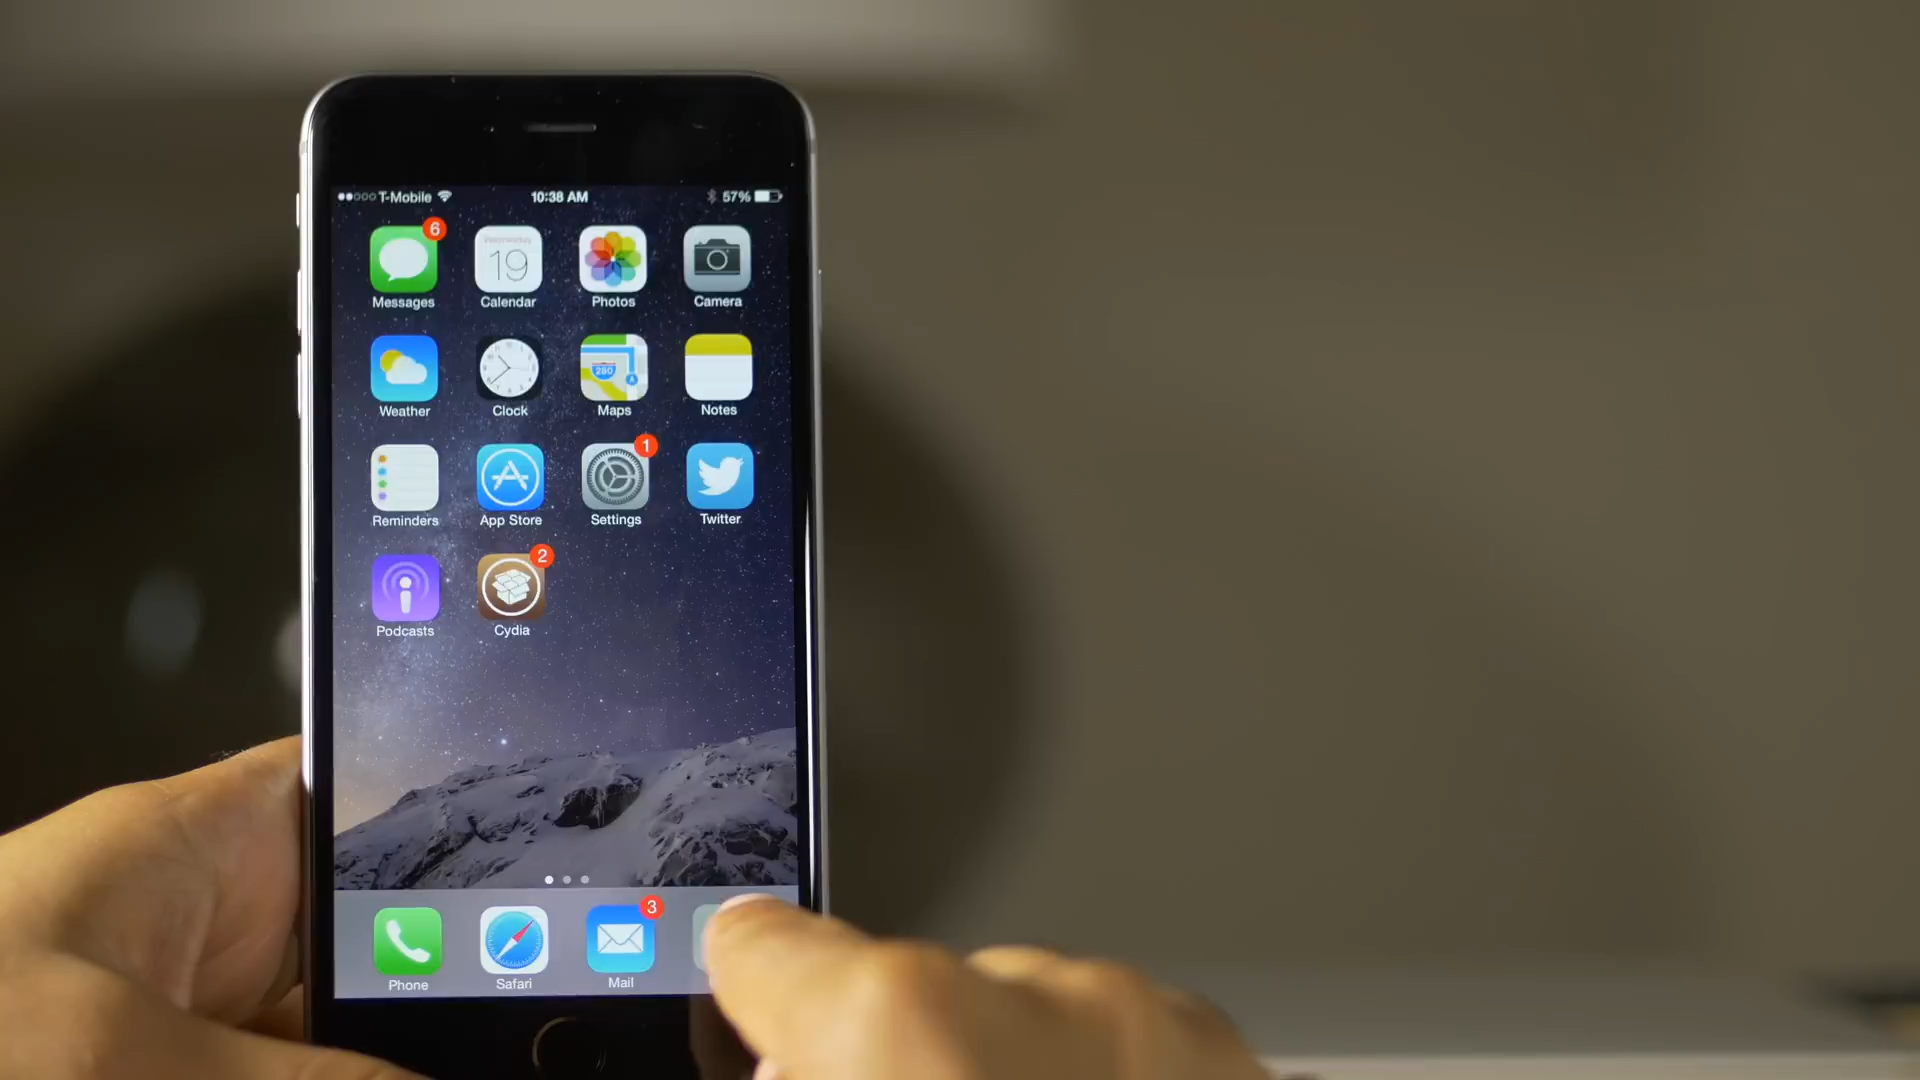 T-Mobile 10:38 AM 57%
6
Wednesday
19
Messages Calendar Photos Camera
280
A
Weather Clock Maps Notes
1
Reminders App Store Settings Twitter
2
Podcasts Cydia
3
Phone Safari Mail